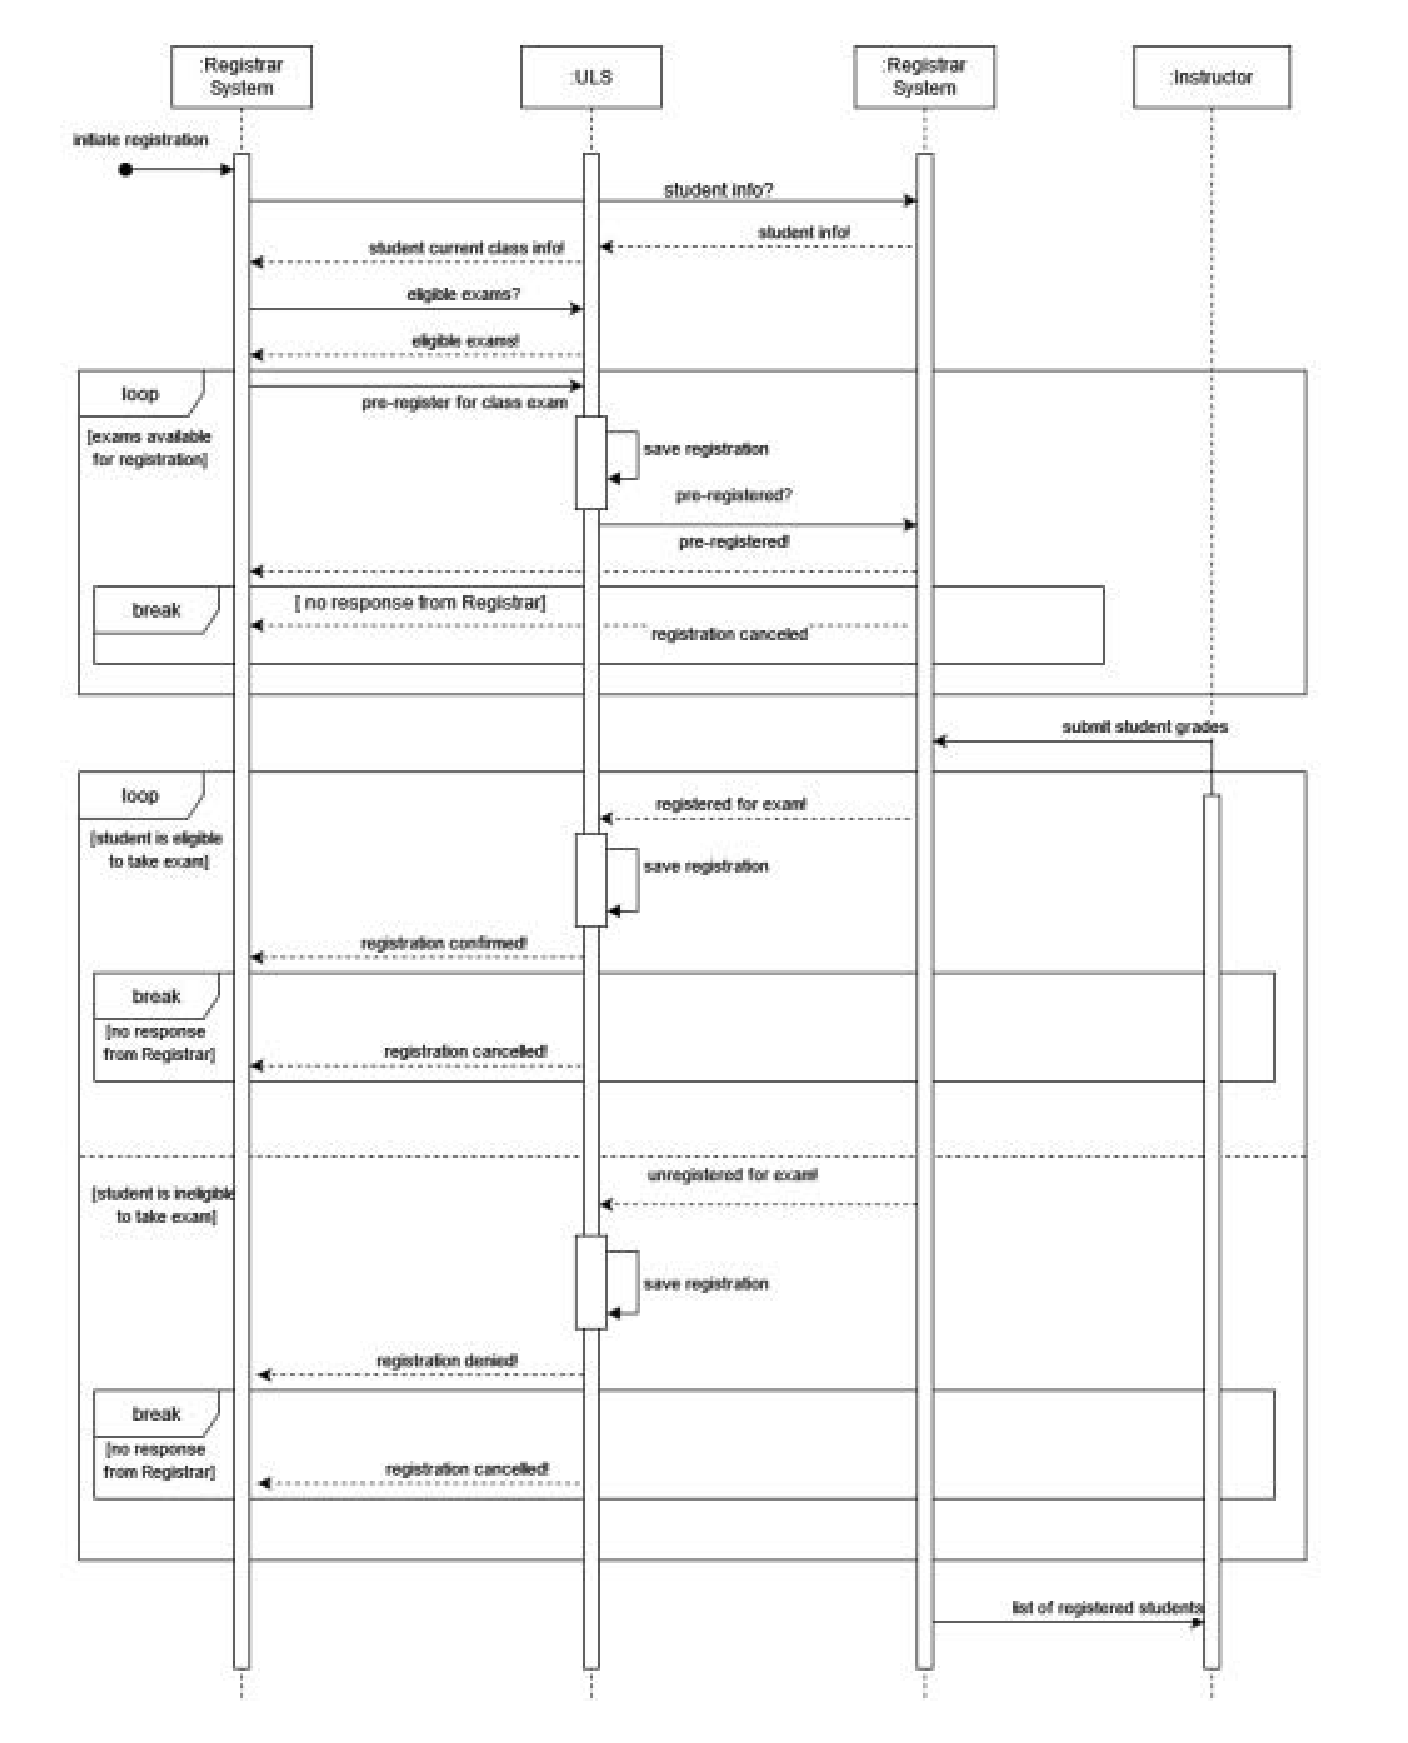 :Registrar
System
:ULS
:Registrar
System
:Instructor
initiate registration
student info?
student info!
student current class info!
eligible exams?
eligible exams!
loop
pre-register for class exam
[exams available
for registration]
save registration
pre-registered?
pre-registered!
break
[ no response from Registrar]
registration canceled
submit student grades
loop
registered for exam!
[student is eligible
to take exam]
save registration
registration confirmed!
break
[no response
from Registrar]
registration cancelled!
unregistered for exam!
[student is ineligible
to take exam]
save registration
registration denied!
break
[no response
from Registrar]
registration cancelled!
list of registered students